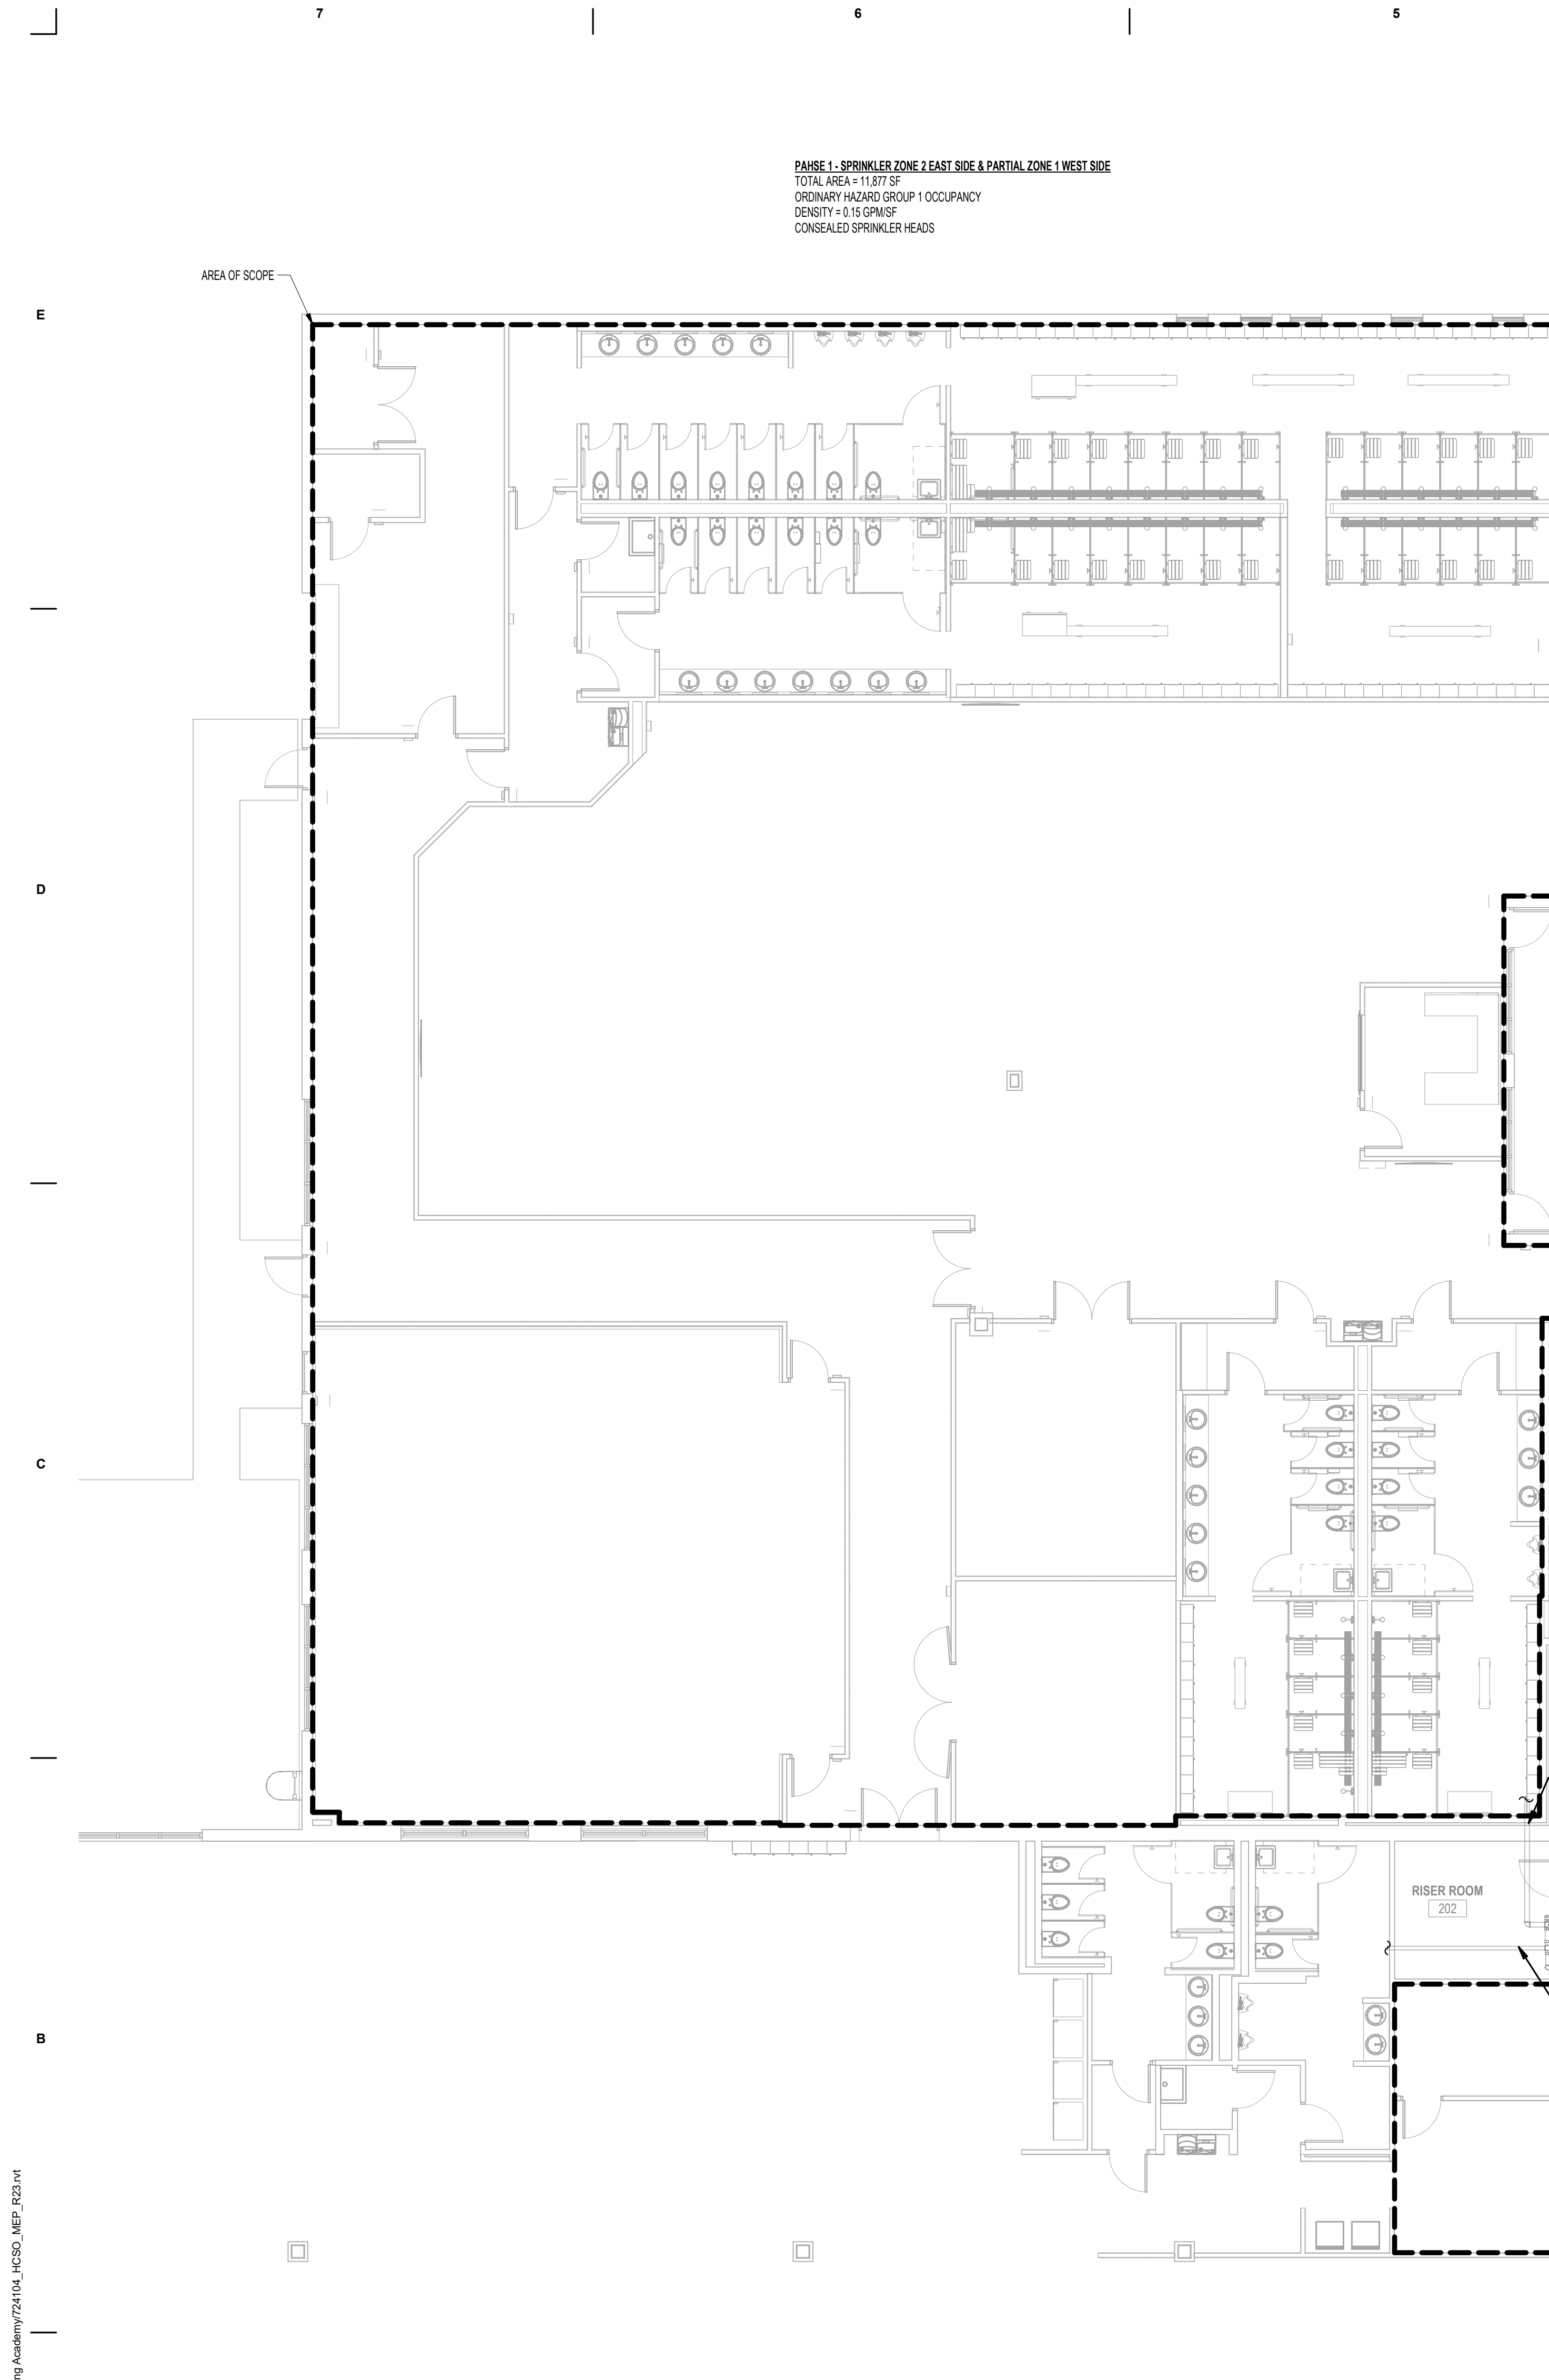 7
6
5
PAHSE 1 - SPRINKLER ZONE 2 EAST SIDE & PARTIAL ZONE 1 WEST SIDE
TOTAL AREA = 11,877 SF
ORDINARY HAZARD GROUP 1 OCCUPANCY
DENSITY = 0.15 GPM/SF
CONSEALED SPRINKLER HEADS
AREA OF SCOPE
E
D
C
RISER ROOM
202
B
ng Academy/724104_HCSO_MEP_R23.rvt